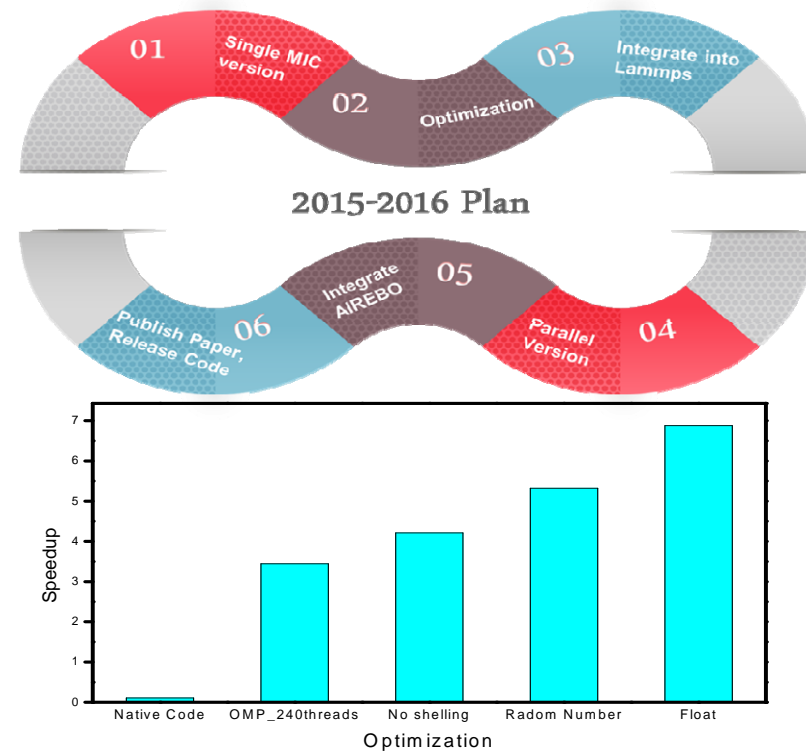 01
Single MIC
version
02
Optimization
03
Integrate into
Lammps
2015-2016 Plan
04
Parallel
Version
05
Integrate
AIREBO
06
Publish Paper,
Release Code
7
6
5
4
3
2
1
0
Speedup
Native Code OMP_240threads No shelling Radom Number Float
Optimization